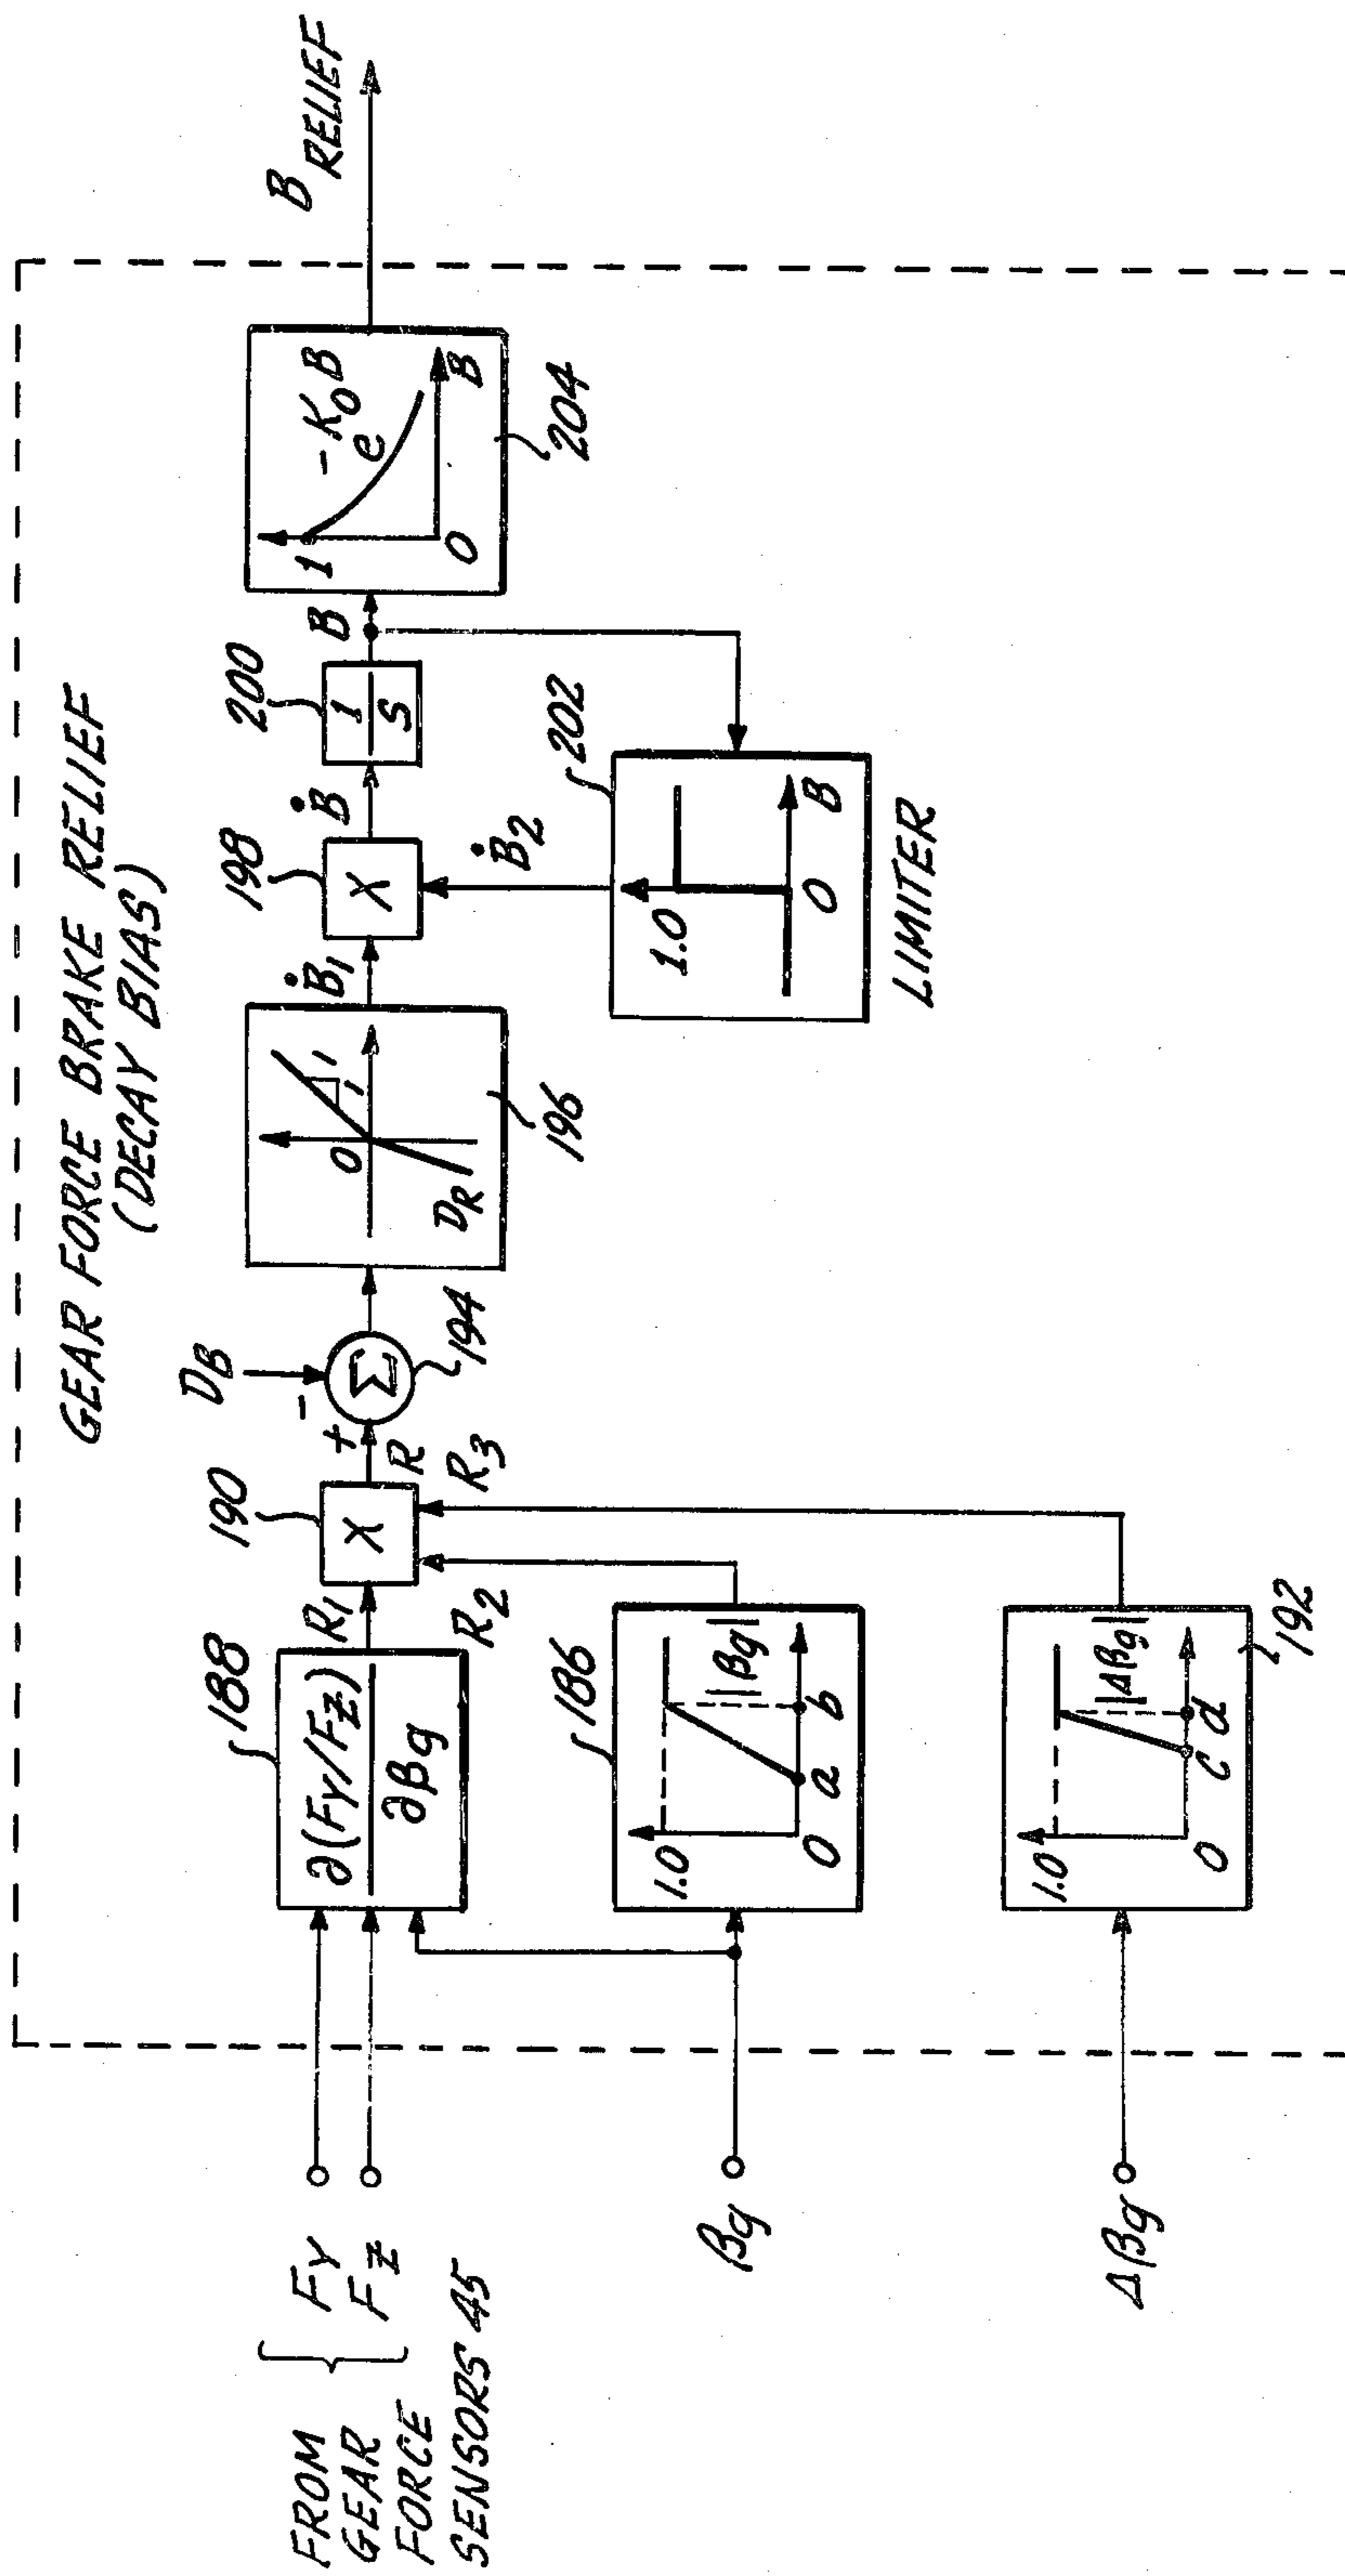 GEAR FORCE BRAKE RELIEF
(DECAY BIAS)
FROM
GEAR
FORCE
SENSORS 45
FY
FZ
188
∂(FY/FZ)
∂βg
R1
190
X
R
+
-
DB
Σ
194
0
1
1
DR
196
Ḃ1
198
X
Ḃ
200
1
S
B
1
e -K0B
0
B
204
B RELIEF
Ḃ2
202
1.0
0
B
LIMITER
βg
186
1.0
0
a
b
|βg|
R2
R3
Δβg
1.0
0
c
d
|Δβg|
192